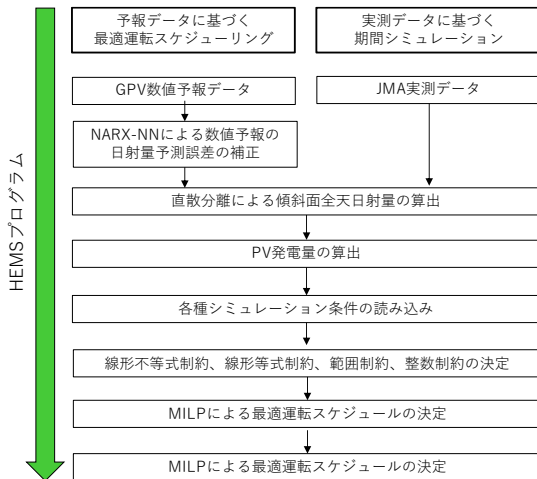 HEMSプログラム
予報データに基づく
最適運転スケジューリング
実測データに基づく
期間シミュレーション
GPV数値予報データ
JMA実測データ
NARX-NNによる数値予報の
日射量予測誤差の補正
直散分離による傾斜面全天日射量の算出
PV発電量の算出
各種シミュレーション条件の読み込み
線形不等式制約、線形等式制約、範囲制約、整数制約の決定
MILPによる最適運転スケジュールの決定
MILPによる最適運転スケジュールの決定